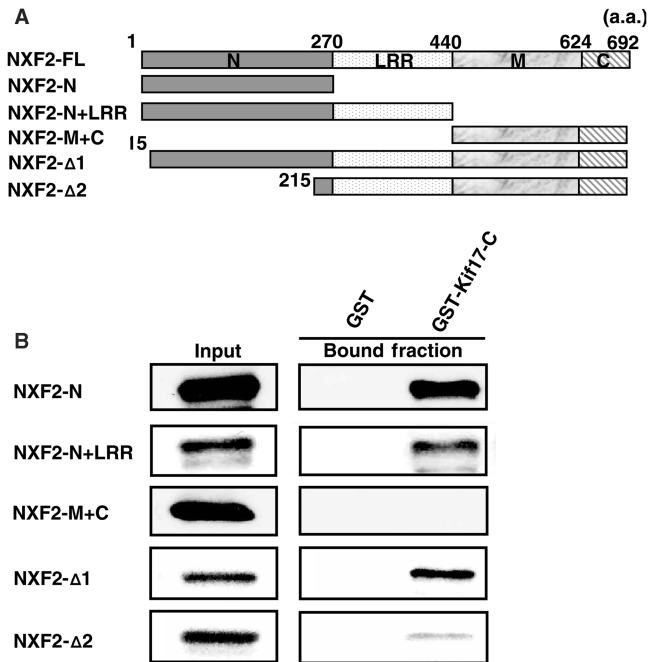 A
(a.a.)
1 270 440 624 692
NXF2-FL N LRR M C
NXF2-N
NXF2-N+LRR
NXF2-M+C
15
NXF2-Δ1
215
NXF2-Δ2
GST
GST-Kif17-C
B
Input Bound fraction
NXF2-N
NXF2-N+LRR
NXF2-M+C
NXF2-Δ1
NXF2-Δ2